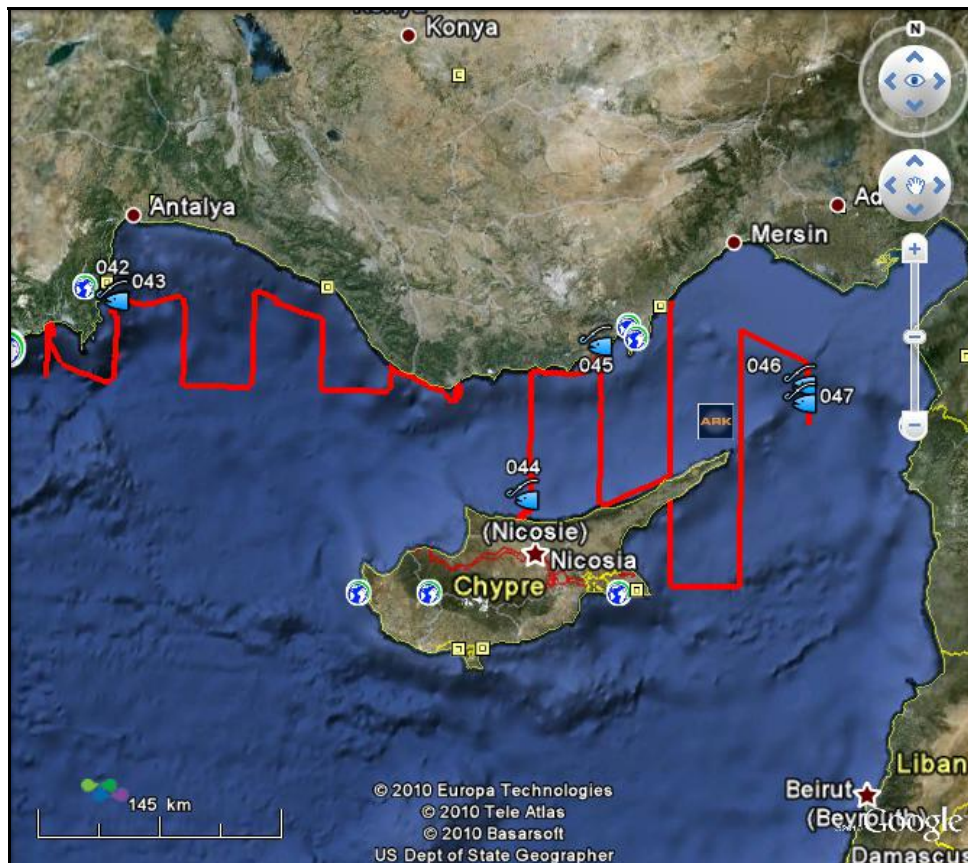 Konya
N
Antalya
Ad
Mersin
042
043
045
046
047
ARK
044
(Nicosie)
Nicosia
Chypre
Liban
Beirut
(Beyrouth)
145 km
© 2010 Europa Technologies
© 2010 Tele Atlas
© 2010 Basarsoft
US Dept of State Geographer
Google
Damascus